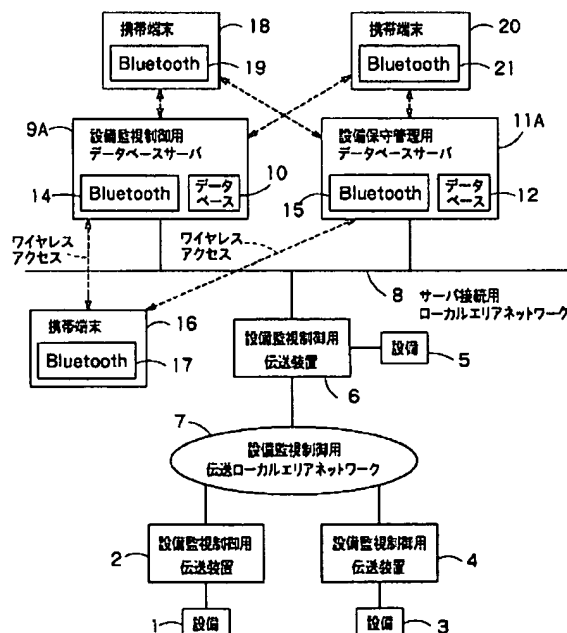 18
携帯端末
Bluetooth
19
20
携帯端末
Bluetooth
21
9A
設備監視制御用
データベースサーバ
14
Bluetooth
データ
ベース
10
11A
設備保守管理用
データベースサーバ
15
Bluetooth
データ
ベース
12
ワイヤレス
アクセス
ワイヤレス
アクセス
8
サーバ接続用
ローカルエリアネットワーク
16
携帯端末
Bluetooth
17
設備監視制御用
伝送装置
6
設備
5
7
設備監視制御用
伝送ローカルエリアネットワーク
2
設備監視制御用
伝送装置
設備監視制御用
伝送装置
4
1
設備
設備
3